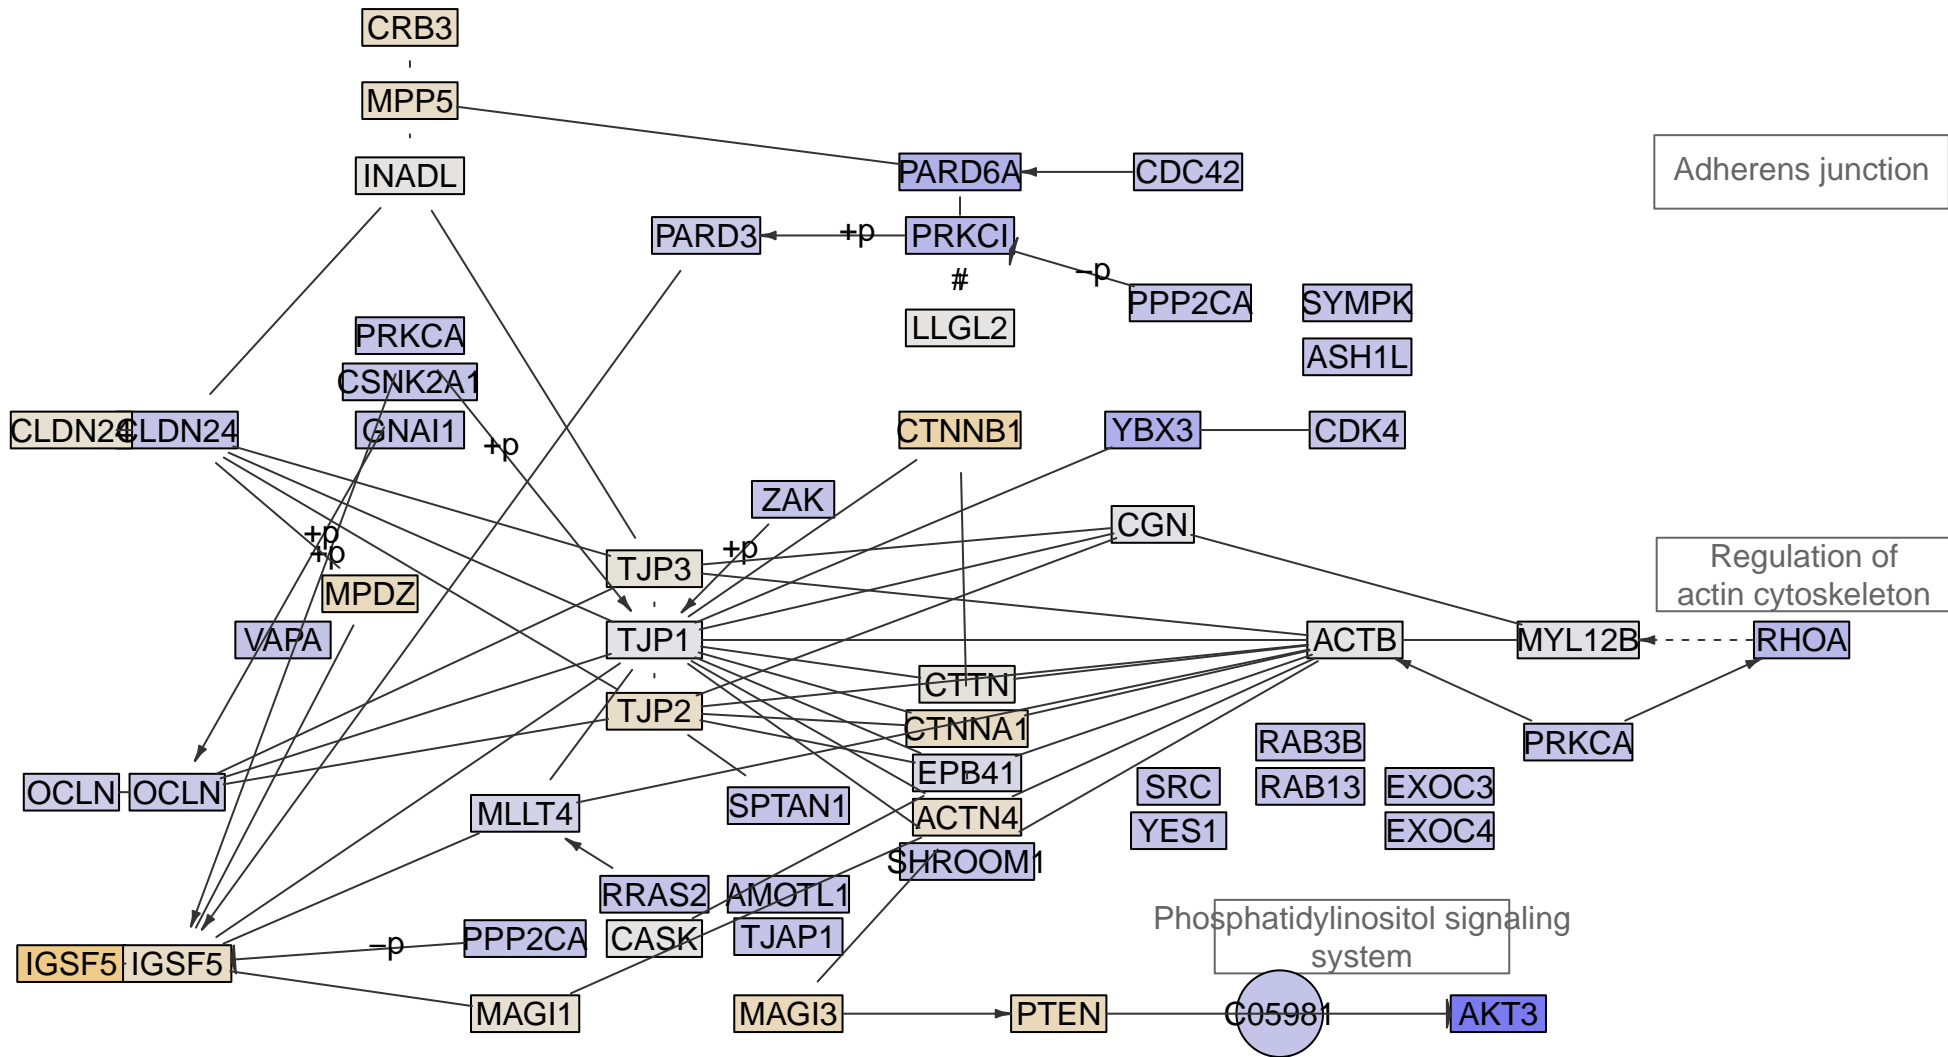 CRB3
MPP5
INADL
PARD6A
CDC42
Adherens junction
PARD3
+p
PRKCI
–p
#
PPP2CA
SYMPK
LLGL2
PRKCA
ASH1L
CSNK2A1
CLDN24
CLDN24
GNAI1
+p
CTNNB1
YBX3
CDK4
ZAK
CGN
+p
+p
+p
TJP3
Regulation of
actin cytoskeleton
MPDZ
VAPA
TJP1
ACTB
MYL12B
RHOA
CTTN
TJP2
CTNNA1
RAB3B
PRKCA
EPB41
OCLN
OCLN
SRC
RAB13
EXOC3
MLLT4
SPTAN1
ACTN4
YES1
EXOC4
SHROOM1
RRAS2
AMOTL1
Phosphatidylinositol signaling
system
PPP2CA
CASK
TJAP1
–p
IGSF5
IGSF5
MAGI1
MAGI3
PTEN
C05981
AKT3